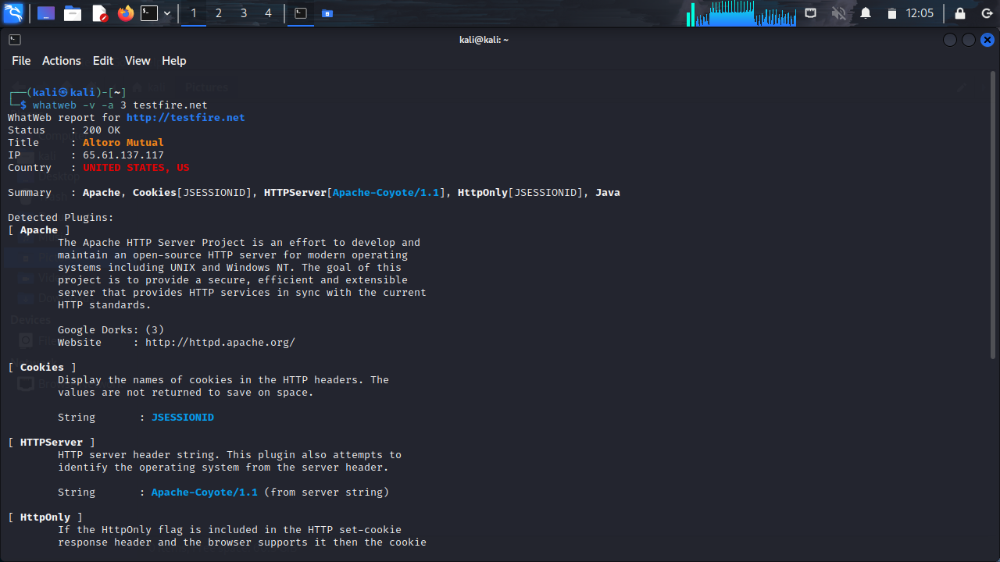 1 2 3 4 12:05
kali@kali: ~
File Actions Edit View Help
┌──(kali㉿kali)-[~]
└─$ whatweb -v -a 3 testfire.net
WhatWeb report for http://testfire.net
Status    : 200 OK
Title     : Altoro Mutual
IP        : 65.61.137.117
Country   : UNITED STATES, US
Summary   : Apache, Cookies[JSESSIONID], HTTPServer[Apache-Coyote/1.1], HttpOnly[JSESSIONID], Java
Detected Plugins:
[ Apache ]
The Apache HTTP Server Project is an effort to develop and
maintain an open-source HTTP server for modern operating
systems including UNIX and Windows NT. The goal of this
project is to provide a secure, efficient and extensible
server that provides HTTP services in sync with the current
HTTP standards.
Google Dorks: (3)
Website     : http://httpd.apache.org/
[ Cookies ]
Display the names of cookies in the HTTP headers. The
values are not returned to save on space.
String       : JSESSIONID
[ HTTPServer ]
HTTP server header string. This plugin also attempts to
identify the operating system from the server header.
String       : Apache-Coyote/1.1 (from server string)
[ HttpOnly ]
If the HttpOnly flag is included in the HTTP set-cookie
response header and the browser supports it then the cookie